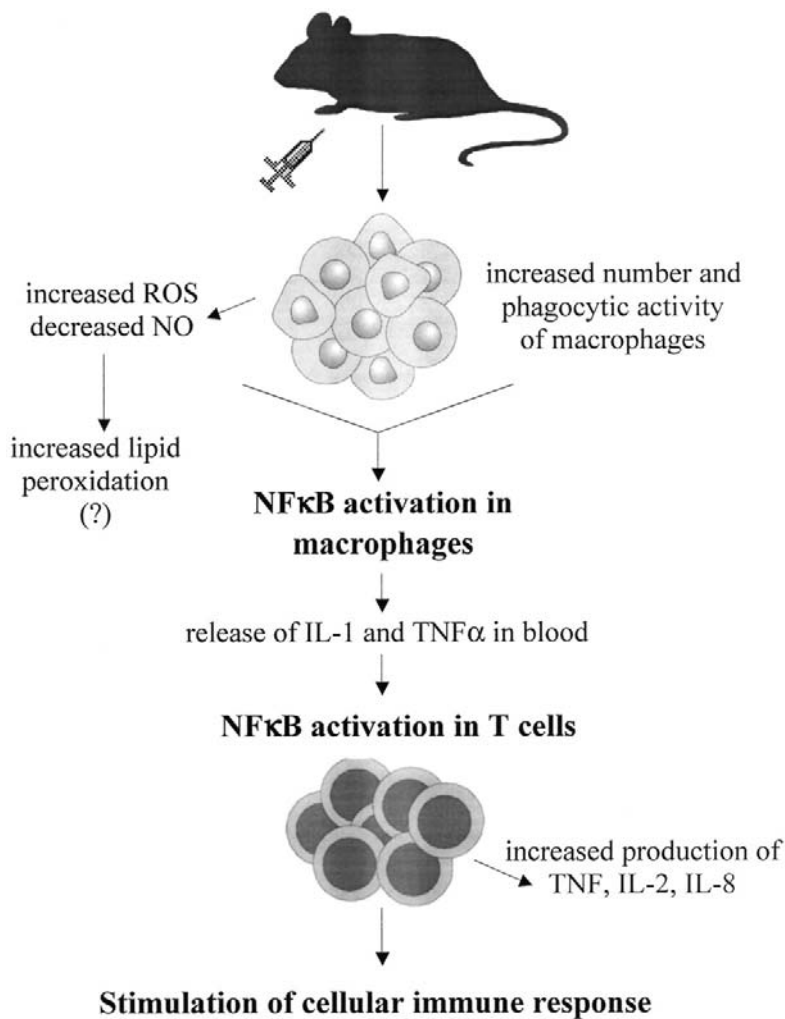 increased ROS
decreased NO
increased number and
phagocytic activity
of macrophages
increased lipid
peroxidation
(?)
NFκB activation in
macrophages
release of IL-1 and TNFα in blood
NFκB activation in T cells
increased production of
TNF, IL-2, IL-8
Stimulation of cellular immune response